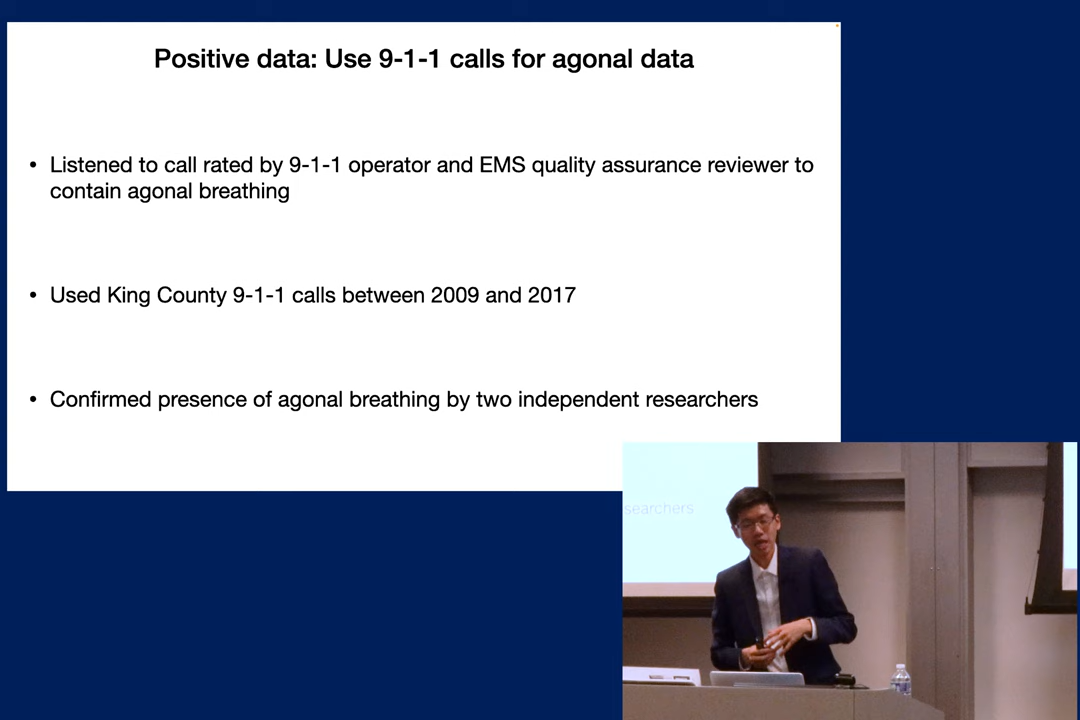 Positive data: Use 9-1-1 calls for agonal data
• Listened to call rated by 9-1-1 operator and EMS quality assurance reviewer to
contain agonal breathing
• Used King County 9-1-1 calls between 2009 and 2017
• Confirmed presence of agonal breathing by two independent researchers
searchers